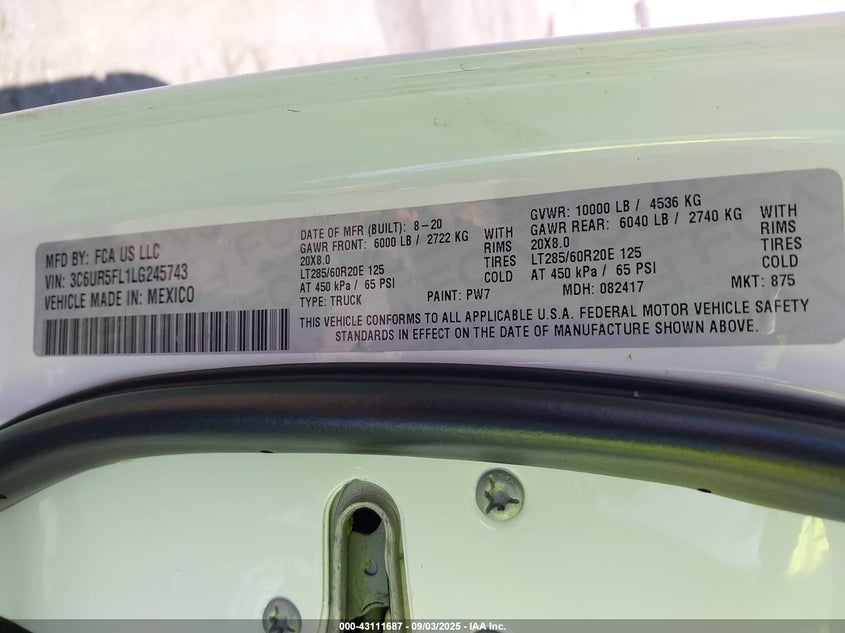 MFD BY: FCA US LLC
VIN: 3C6UR5FL1LG245743
VEHICLE MADE IN: MEXICO
DATE OF MFR (BUILT): 8-20
GAWR FRONT: 6000 LB / 2722 KG WITH
20X8.0 RIMS
LT285/60R20E 125 TIRES
AT 450 kPa / 65 PSI COLD
TYPE: TRUCK PAINT: PW7
GVWR: 10000 LB / 4536 KG
GAWR REAR: 6040 LB / 2740 KG WITH
20X8.0 RIMS
LT285/60R20E 125 TIRES
AT 450 kPa / 65 PSI COLD
MDH: 082417 MKT: 875
THIS VEHICLE CONFORMS TO ALL APPLICABLE U.S.A. FEDERAL MOTOR VEHICLE SAFETY
STANDARDS IN EFFECT ON THE DATE OF MANUFACTURE SHOWN ABOVE.
000-43111687 - 09/03/2025 - IAA Inc.